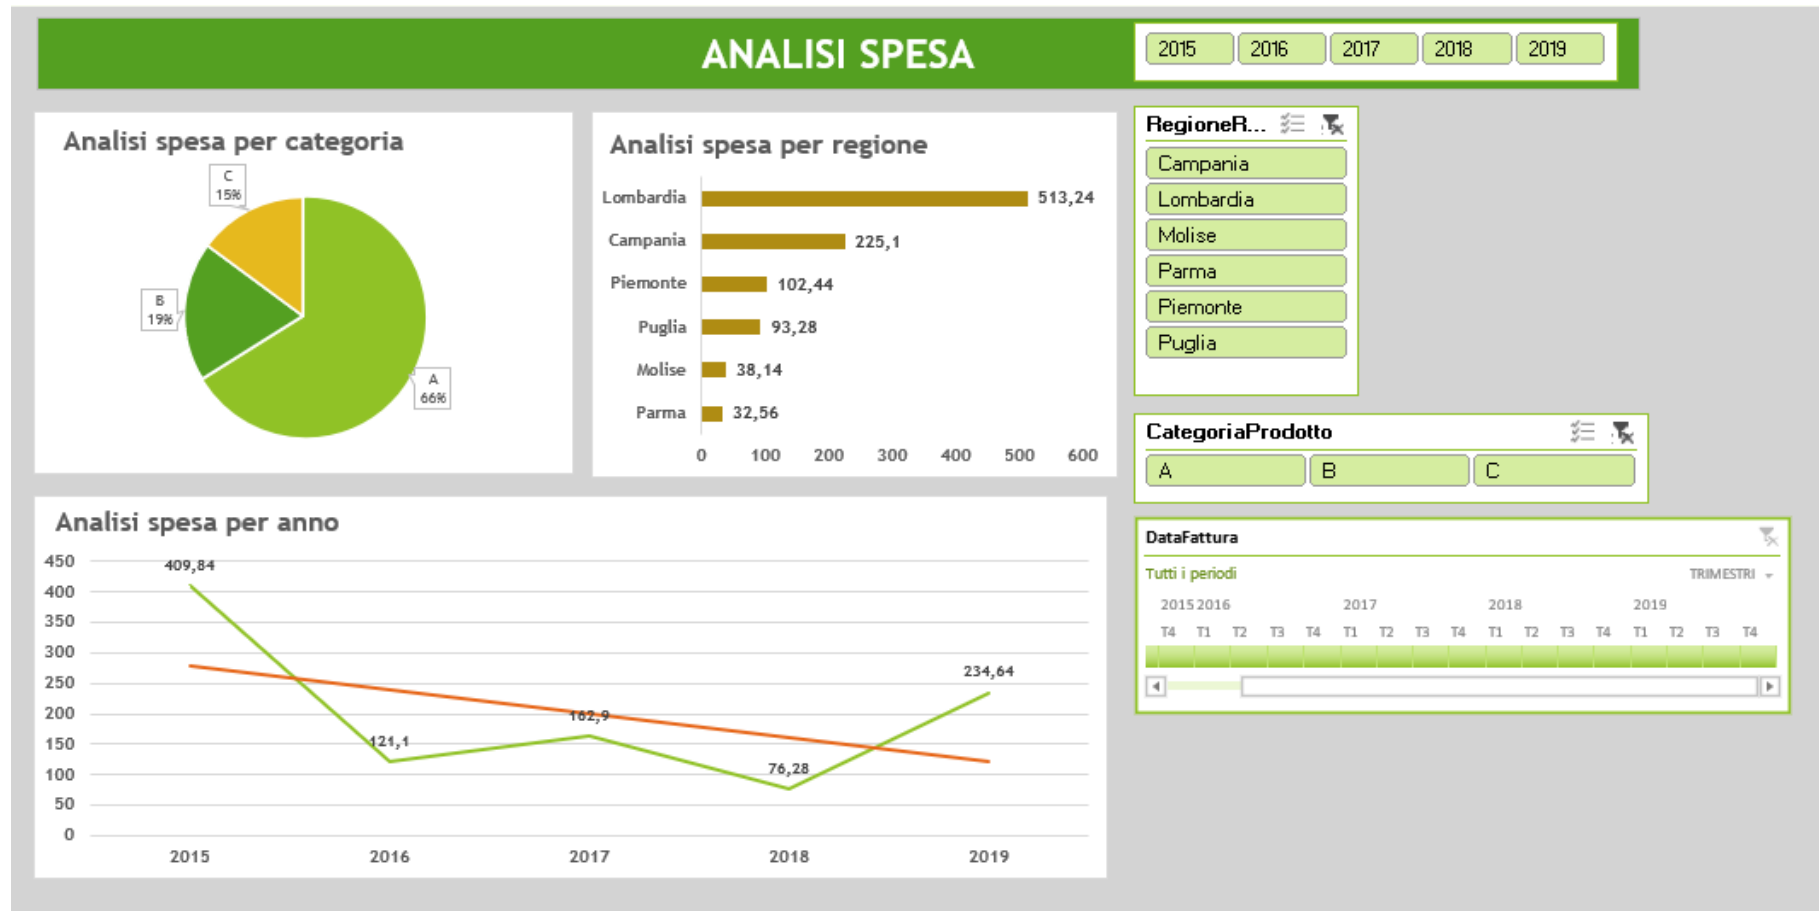 ANALISI SPESA
2015 2016 2017 2018 2019
Analisi spesa per categoria
C
15%
B
19%
A
66%
Analisi spesa per regione
Lombardia 513,24
Campania 225,1
Piemonte 102,44
Puglia 93,28
Molise 38,14
Parma 32,56
0 100 200 300 400 500 600
RegioneR...
Campania
Lombardia
Molise
Parma
Piemonte
Puglia
CategoriaProdotto
A B C
Analisi spesa per anno
450
400
350
300
250
200
150
100
50
0
409,84
121,1
162,9
76,28
234,64
2015 2016 2017 2018 2019
DataFattura
Tutti i periodi TRIMESTRI
2015 2016 2017 2018 2019
T4 T1 T2 T3 T4 T1 T2 T3 T4 T1 T2 T3 T4 T1 T2 T3 T4